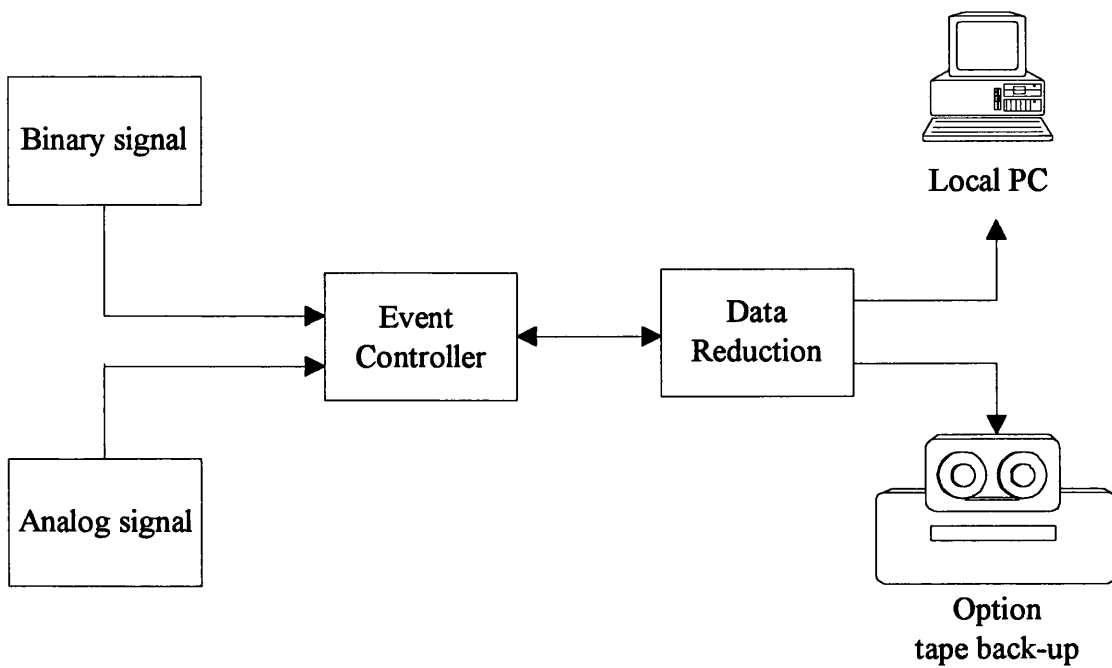 Binary signal
Local PC
Event
Controller
Data
Reduction
Analog signal
Option
tape back-up